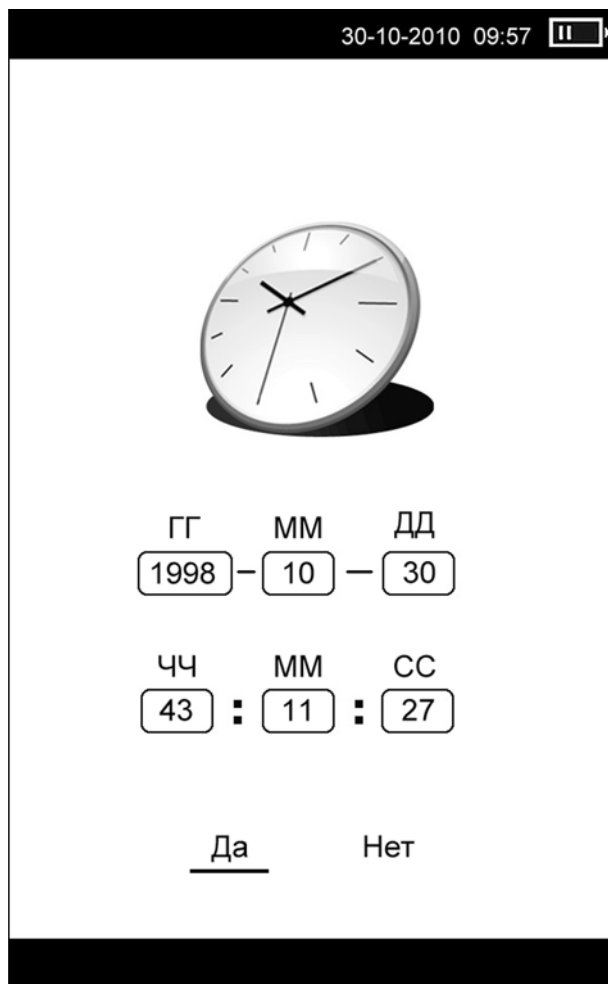 30-10-2010 09:57
ГГ ММ ДД
1998 – 10 – 30
ЧЧ ММ СС
43 : 11 : 27
Да Нет